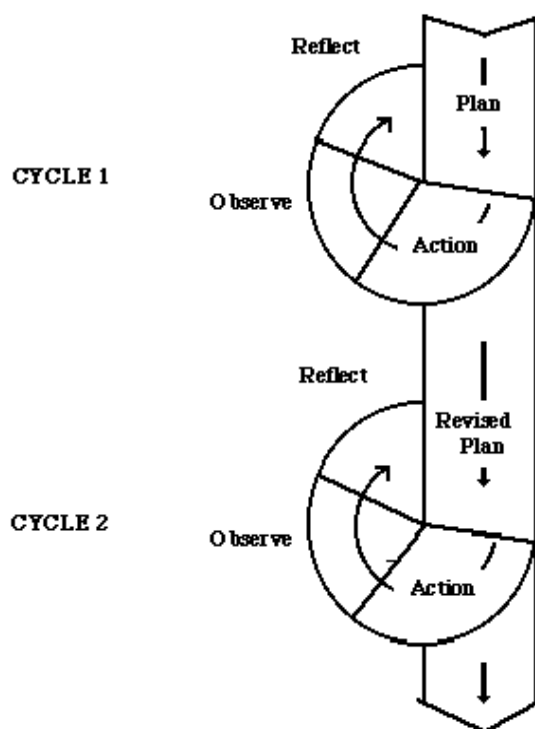 Reflect
Plan
CYCLE 1
Observe
Action
Reflect
Revised
Plan
CYCLE 2
Observe
Action